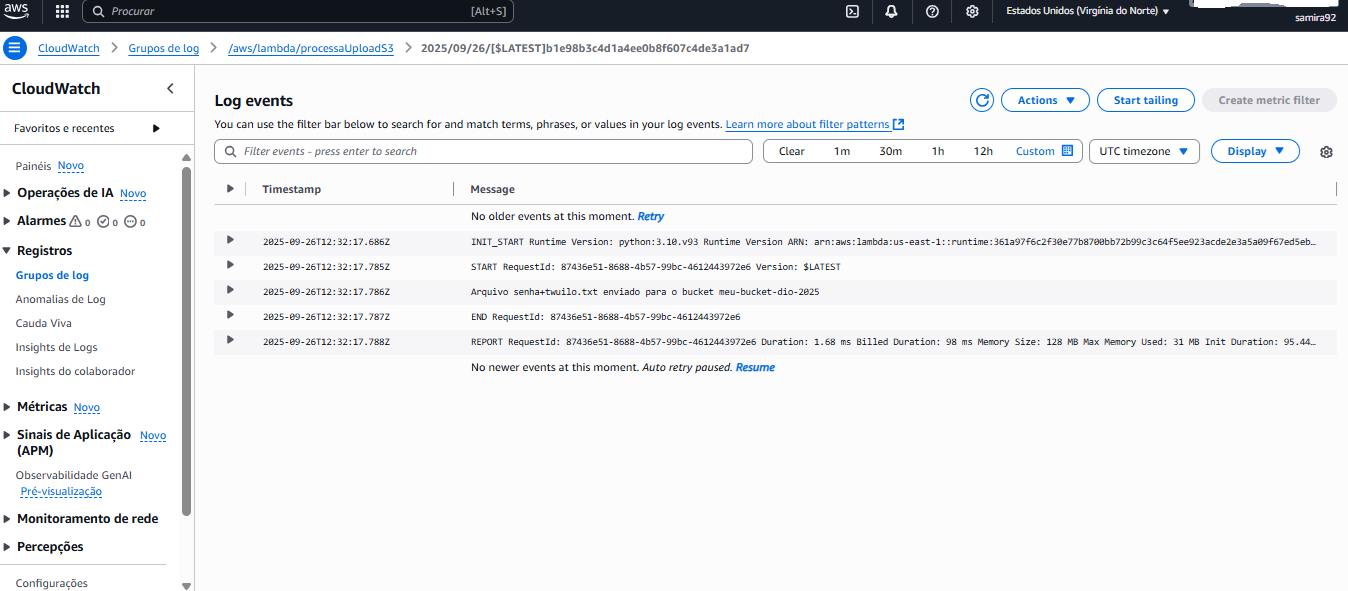 aws
Procurar
[Alt+S]
Estados Unidos (Virgínia do Norte)
samira92
CloudWatch
Grupos de log
/aws/lambda/processaUploadS3
2025/09/26/[$LATEST]b1e98b3c4d1a4ee0b8f607c4de3a1ad7
CloudWatch
Favoritos e recentes
Painéis Novo
Operações de IA Novo
Alarmes 0 0 0
Registros
Grupos de log
Anomalias de Log
Cauda Viva
Insights de Logs
Insights do colaborador
Métricas Novo
Sinais de Aplicação Novo
(APM)
Observabilidade GenAI
Pré-visualização
Monitoramento de rede
Percepções
Configurações
Log events
Actions
Start tailing
Create metric filter
You can use the filter bar below to search for and match terms, phrases, or values in your log events. Learn more about filter patterns
Filter events - press enter to search
Clear 1m 30m 1h 12h Custom
UTC timezone
Display
Timestamp Message
No older events at this moment. Retry
2025-09-26T12:32:17.686Z INIT_START Runtime Version: python:3.10.v93 Runtime Version ARN: arn:aws:lambda:us-east-1::runtime:361a97f6c2f30e77b8700bb72b99c3c64f5ee923acde2e3a5a09f67ed5eb…
2025-09-26T12:32:17.785Z START RequestId: 87436e51-8688-4b57-99bc-4612443972e6 Version: $LATEST
2025-09-26T12:32:17.786Z Arquivo senha+twuilo.txt enviado para o bucket meu-bucket-dio-2025
2025-09-26T12:32:17.787Z END RequestId: 87436e51-8688-4b57-99bc-4612443972e6
2025-09-26T12:32:17.788Z REPORT RequestId: 87436e51-8688-4b57-99bc-4612443972e6 Duration: 1.68 ms Billed Duration: 98 ms Memory Size: 128 MB Max Memory Used: 31 MB Init Duration: 95.44…
No newer events at this moment. Auto retry paused. Resume